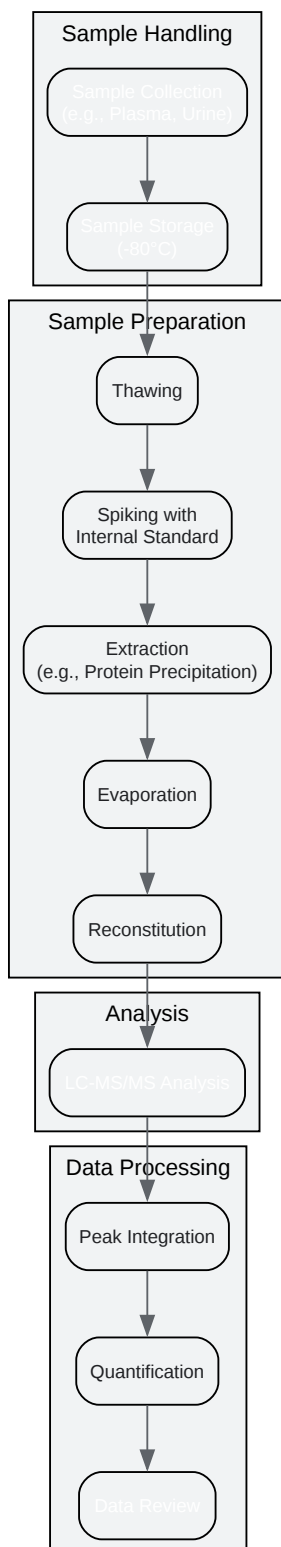 Sample Handling
Sample Collection
(e.g., Plasma, Urine)
Sample Storage
(-80°C)
Sample Preparation
Thawing
Spiking with
Internal Standard
Extraction
(e.g., Protein Precipitation)
Evaporation
Reconstitution
Analysis
LC-MS/MS Analysis
Data Processing
Peak Integration
Quantification
Data Review